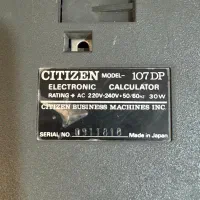 CITIZEN MODEL- 107DP
ELECTRONIC CALCULATOR
RATING + AC 220V-240V+50/60HZ 30W
CITIZEN BUSINESS MACHINES INC.
Made in Japan
SERIAL NO.